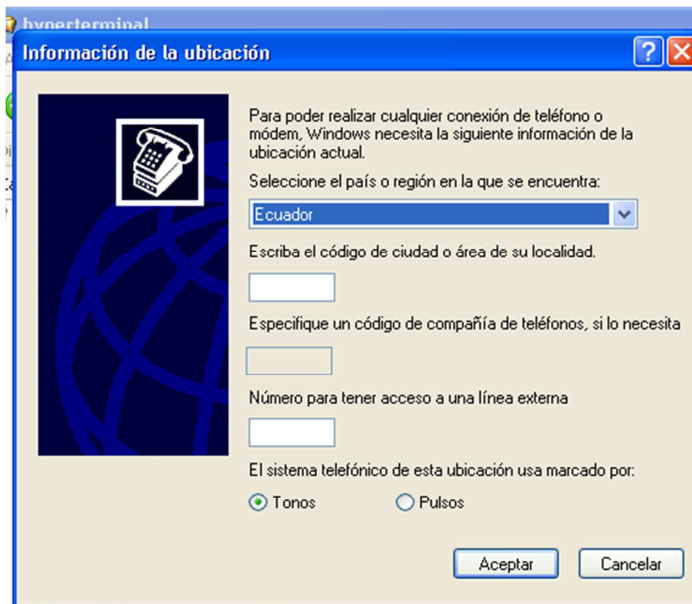 hyperterminal
Información de la ubicación
Para poder realizar cualquier conexión de teléfono o
módem, Windows necesita la siguiente información de la
ubicación actual.
Seleccione el país o región en la que se encuentra:
Ecuador
Escriba el código de ciudad o área de su localidad.
Especifique un código de compañía de teléfonos, si lo necesita
Número para tener acceso a una línea externa
El sistema telefónico de esta ubicación usa marcado por:
Tonos Pulsos
Aceptar Cancelar